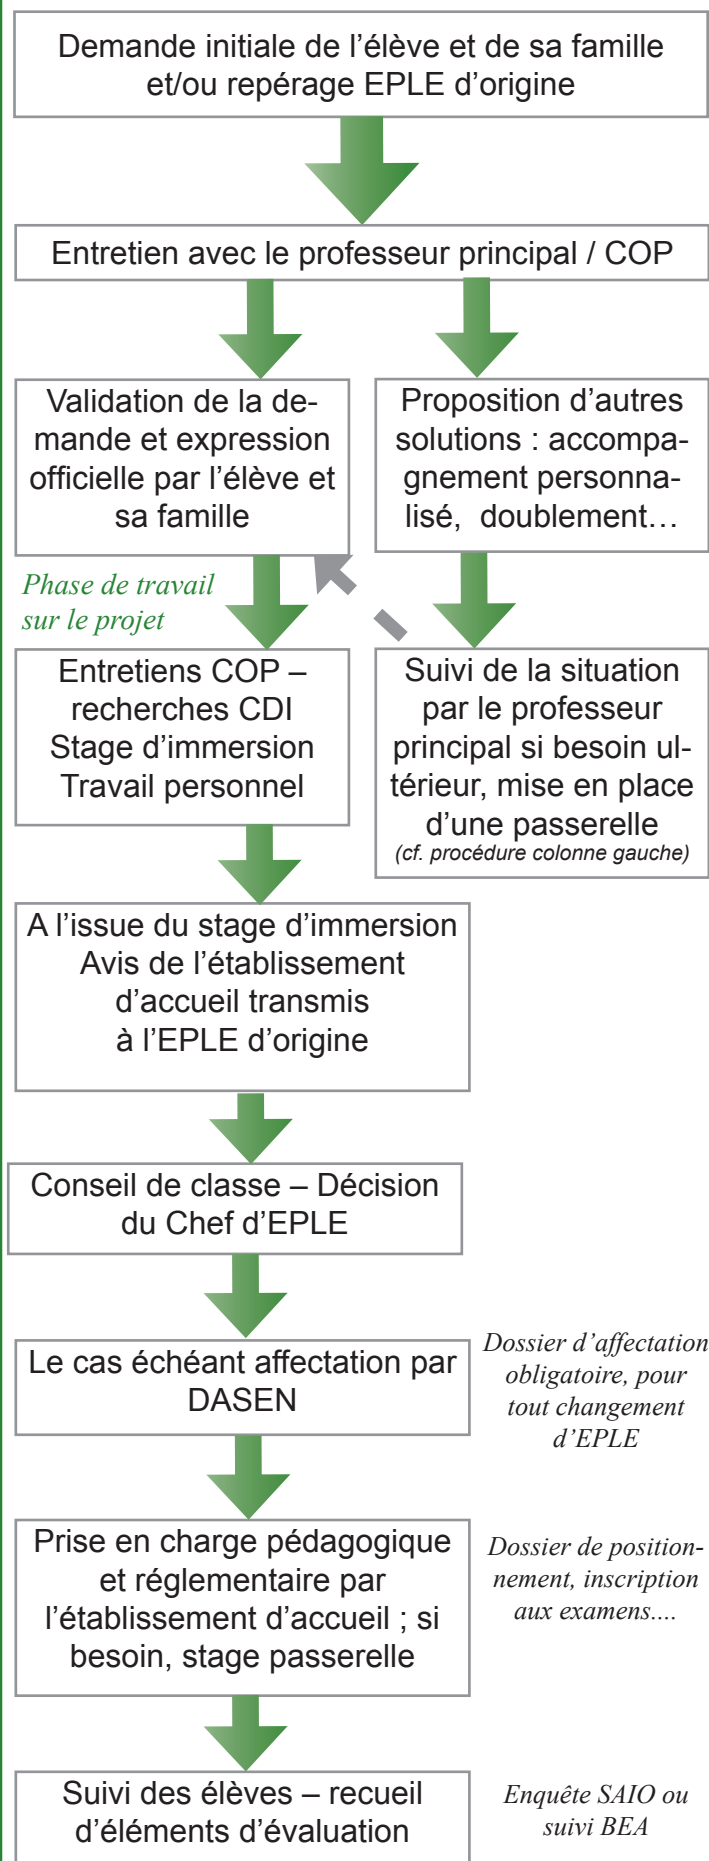 Demande initiale de l’élève et de sa famille
et/ou repérage EPLE d’origine
Entretien avec le professeur principal / COP
Validation de la de-
mande et expression
officielle par l’élève et
sa famille
Proposition d’autres
solutions : accompa-
gnement personna-
lisé, doublement…
Phase de travail
sur le projet
Entretiens COP –
recherches CDI
Stage d’immersion
Travail personnel
Suivi de la situation
par le professeur
principal si besoin ul-
térieur, mise en place
d’une passerelle
(cf. procédure colonne gauche)
A l’issue du stage d’immersion
Avis de l’établissement
d’accueil transmis
à l’EPLE d’origine
Conseil de classe – Décision
du Chef d’EPLE
Le cas échéant affectation par
DASEN
Dossier d’affectation
obligatoire, pour
tout changement
d’EPLE
Prise en charge pédagogique
et réglementaire par
l’établissement d’accueil ; si
besoin, stage passerelle
Dossier de position-
nement, inscription
aux examens....
Suivi des élèves – recueil
d’éléments d’évaluation
Enquête SAIO ou
suivi BEA